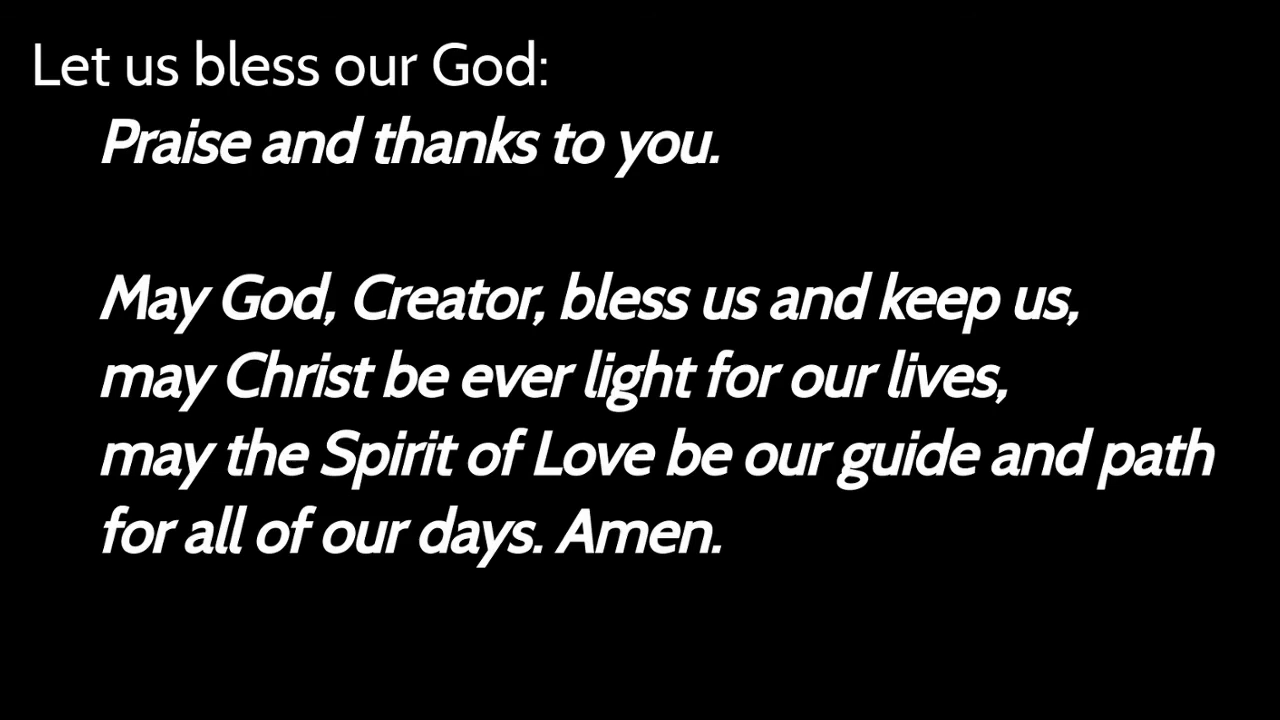 Let us bless our God:
Praise and thanks to you.
May God, Creator, bless us and keep us,
may Christ be ever light for our lives,
may the Spirit of Love be our guide and path
for all of our days. Amen.